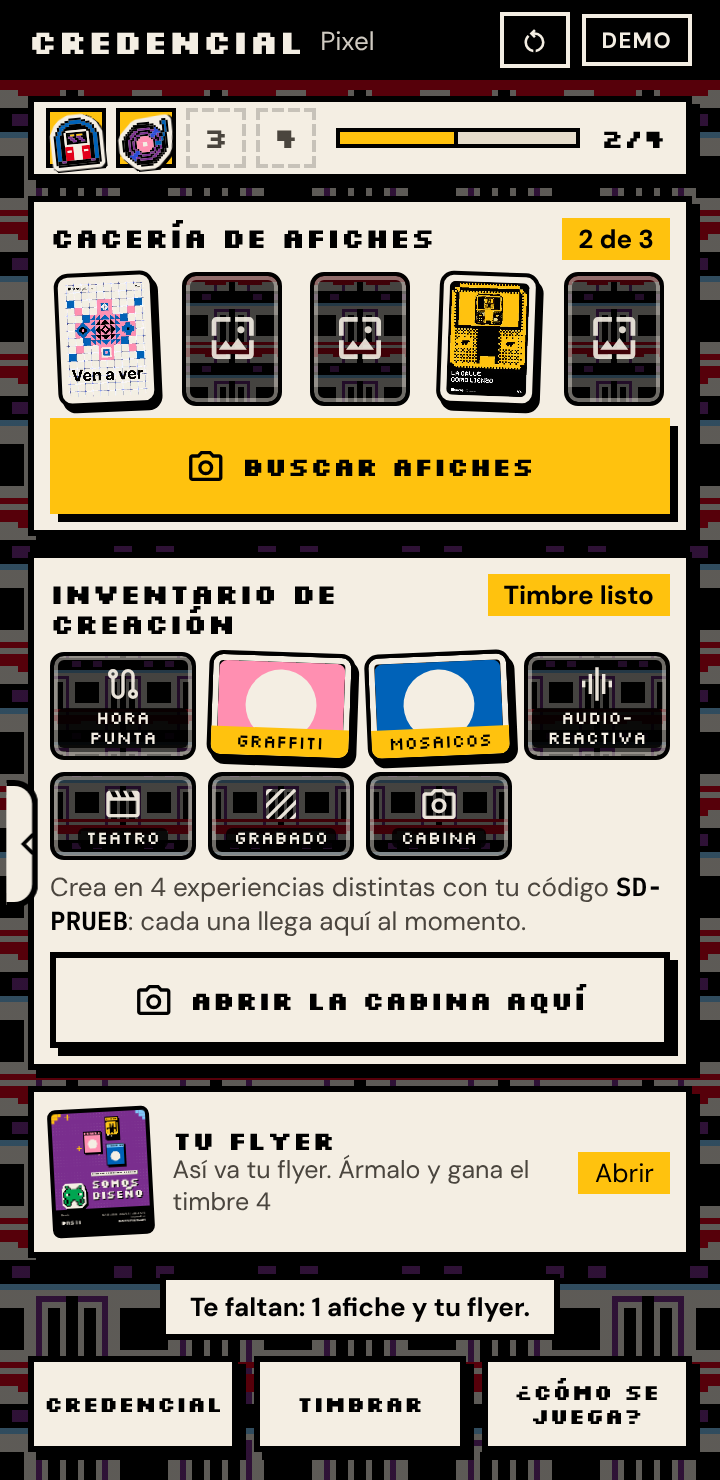 CREDENCIAL Pixel
DEMO
3 4 2/4
CACERÍA DE AFICHES
2 de 3
Ven a ver
LA CALLE
COMO LIENZO
BUSCAR AFICHES
INVENTARIO DE
CREACIÓN
Timbre listo
HORA
PUNTA
GRAFFITI
MOSAICOS
AUDIO-
REACTIVA
TEATRO
GRABADO
CABINA
Crea en 4 experiencias distintas con tu código SD-
PRUEB: cada una llega aquí al momento.
ABRIR LA CABINA AQUÍ
SOMOS
DISEÑO
TU FLYER
Así va tu flyer. Ármalo y gana el
timbre 4
Abrir
Te faltan: 1 afiche y tu flyer.
CREDENCIAL
TIMBRAR
¿CÓMO SE
JUEGA?